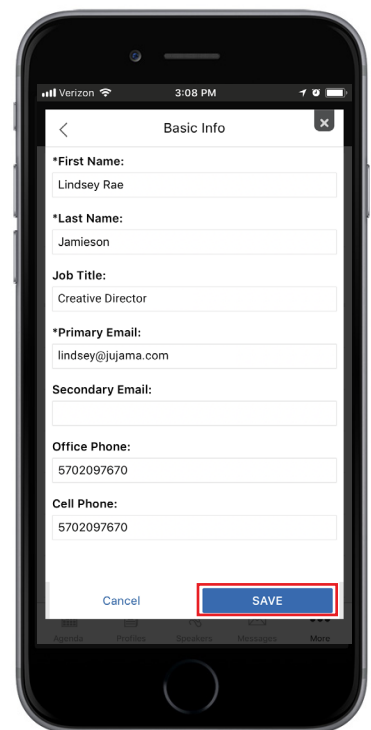 Verizon 3:08 PM
Basic Info
*First Name:
Lindsey Rae
*Last Name:
Jamieson
Job Title:
Creative Director
*Primary Email:
lindsey@jujama.com
Secondary Email:
Office Phone:
5702097670
Cell Phone:
5702097670
Cancel SAVE
Agenda Profiles Speakers Messages More